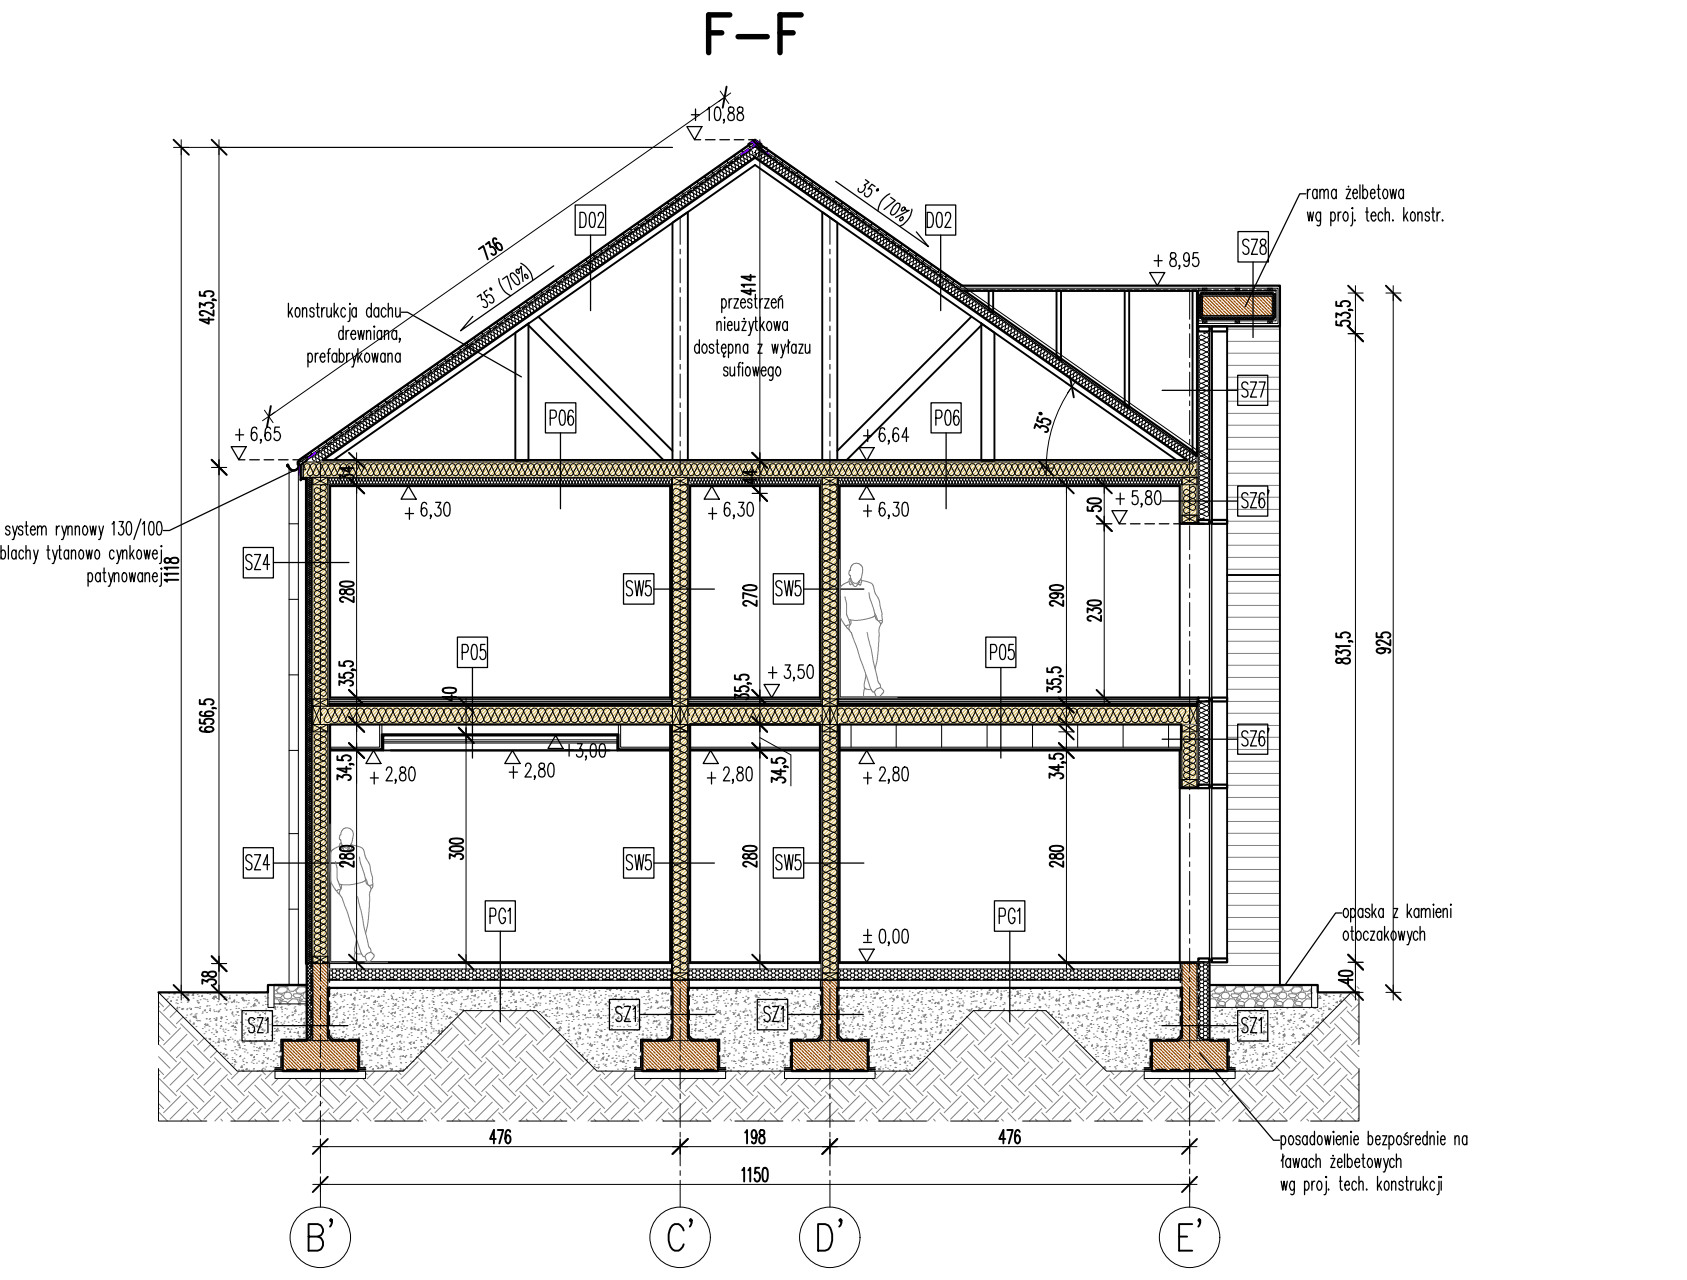 F-F
+ 10,88
35° (70%)
rama żelbetowa
wg proj. tech. konstr.
D02
D02
SZ8
736
+ 8,95
35° (70%)
414
przestrzeń
nieużytkowa
dostępna z wyłazu
sufiowego
konstrukcja dachu
drewniana,
prefabrykowana
423,5
53,5
SZ7
P06
P06
35°
+ 6,65
+ 6,64
34
44
+ 6,30
+ 6,30
+ 6,30
50
+ 5,80
SZ6'
system rynnowy 130/100
blachy tytanowo cynkowej
patynowanej
1118
SZ4
280
SW5
270
SW5
290
230
P05
P05
831,5
925
35,5
40
35,5
+ 3,50
35,5
656,5
SZ6'
+3,00
34,5
+ 2,80
+ 2,80
+ 2,80
34,5
+ 2,80
34,5
SZ4
280
300
SW5
280
SW5
280
PG1
PG1
opaska z kamieni
otoczakowych
± 0,00
38
40
SZ1
SZ1
SZ1
SZ1
476
198
476
posadowienie bezpośrednie na
ławach żelbetowych
wg proj. tech. konstrukcji
1150
B'
C'
D'
E'